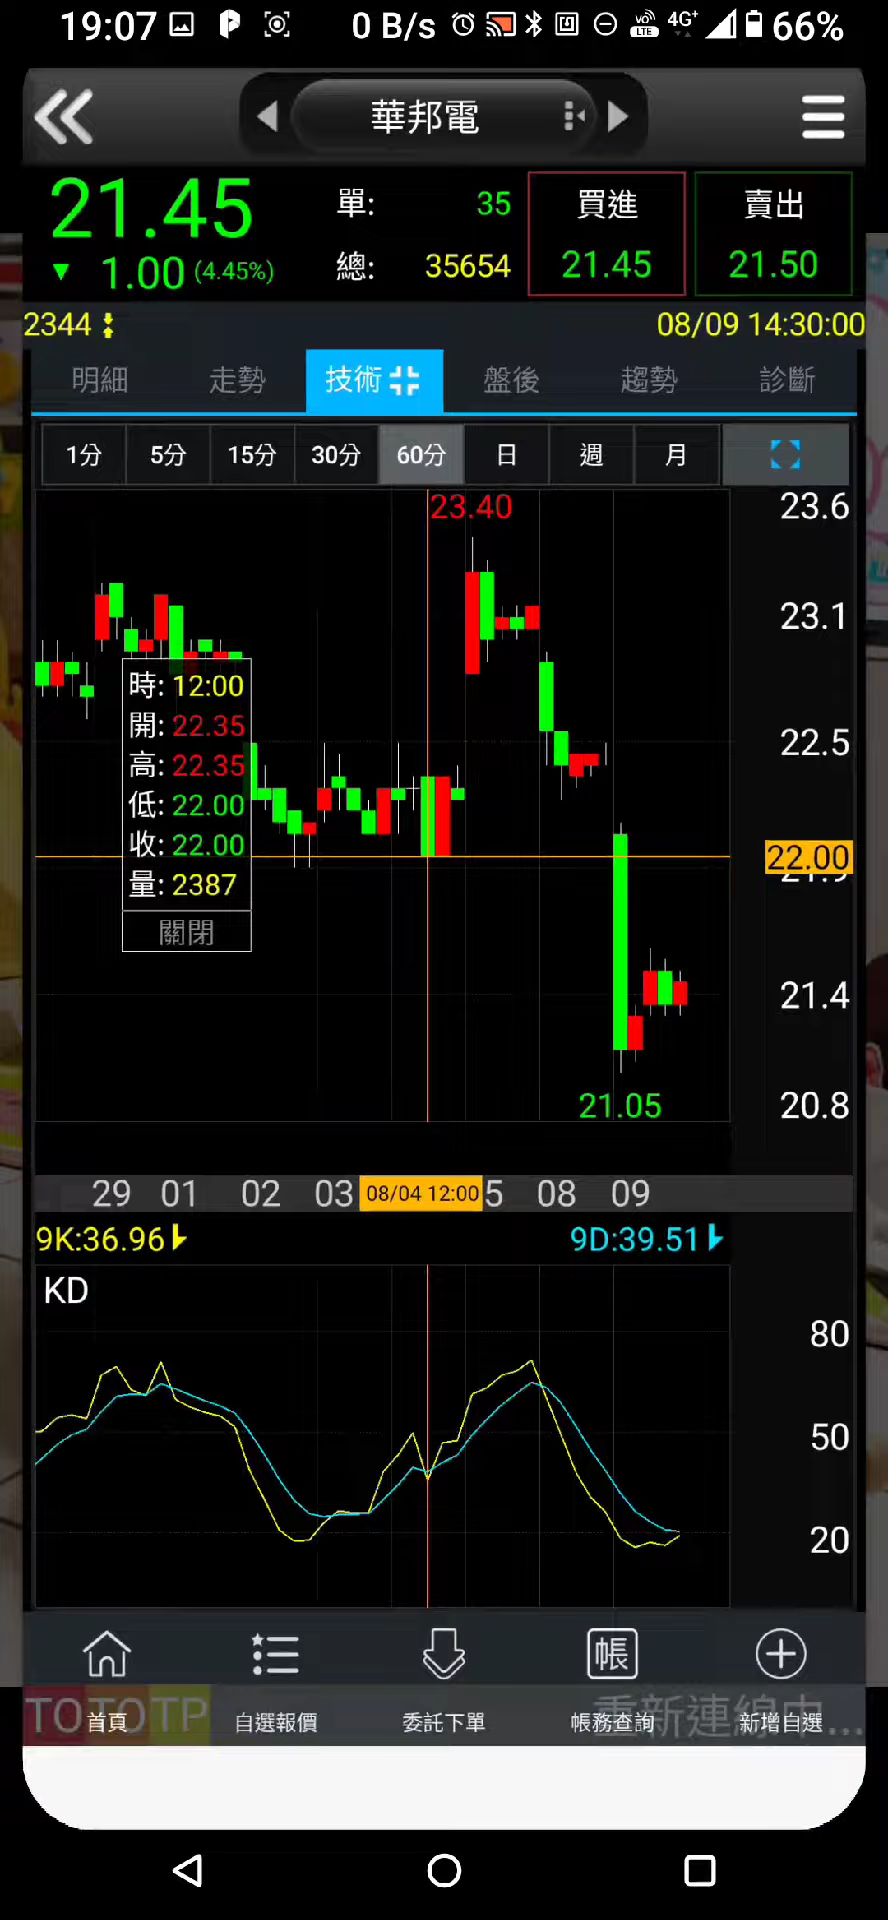 19:07 0 B/s VO LTE 4G+ 66%
華邦電
21.45 單: 35 買進 賣出
▼ 1.00 (4.45%) 總: 35654 21.45 21.50
2344 08/09 14:30:00
明細 走勢 技術 盤後 趨勢 診斷
1分 5分 15分 30分 60分 日 週 月
23.40 23.6
23.1
時: 12:00
開: 22.35
高: 22.35
低: 22.00
收: 22.00
量: 2387
關閉
22.5
22.00
21.9
21.4
21.05 20.8
29 01 02 03 08/04 12:00 5 08 09
9K:36.96 9D:39.51
KD
80
50
20
帳
TOTOTP 重新連線中...
首頁 自選報價 委託下單 帳務查詢 新增自選